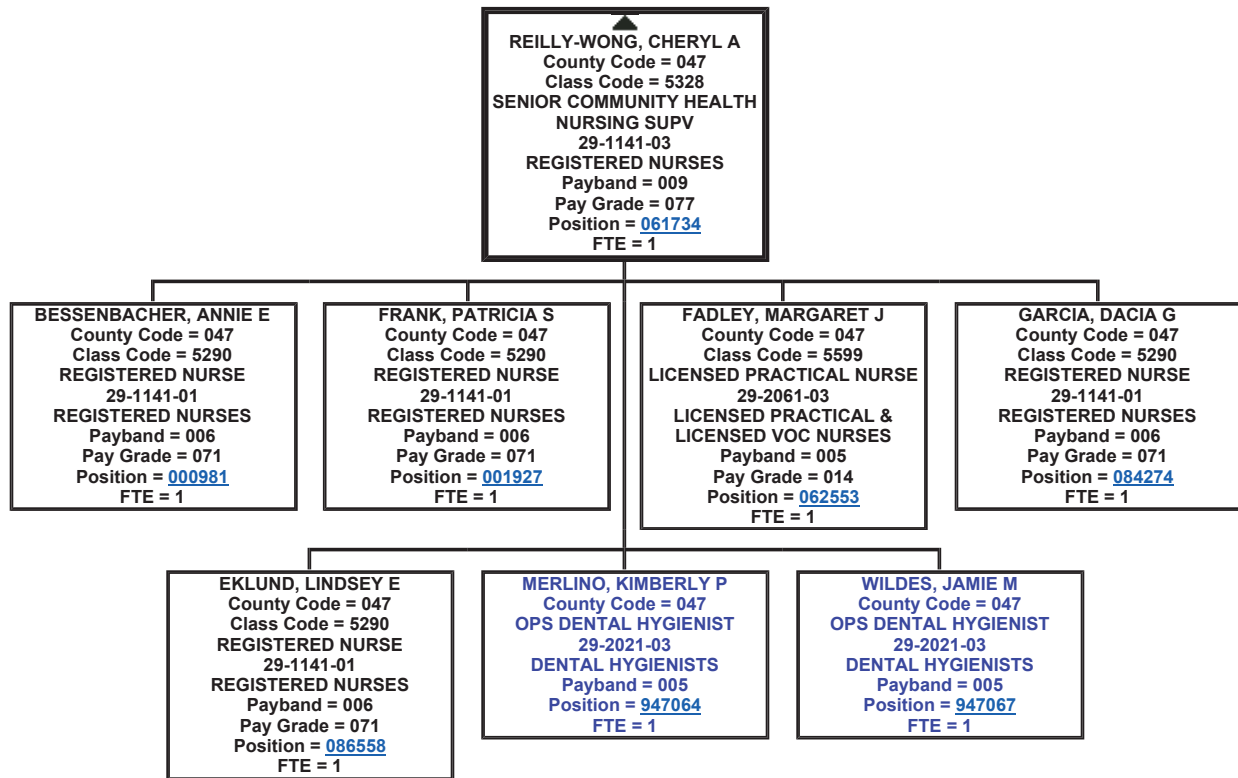 REILLY-WONG, CHERYL A
County Code = 047
Class Code = 5328
SENIOR COMMUNITY HEALTH
NURSING SUPV
29-1141-03
REGISTERED NURSES
Payband = 009
Pay Grade = 077
Position = 061734
FTE = 1
BESSENBACHER, ANNIE E
County Code = 047
Class Code = 5290
REGISTERED NURSE
29-1141-01
REGISTERED NURSES
Payband = 006
Pay Grade = 071
Position = 000981
FTE = 1
FRANK, PATRICIA S
County Code = 047
Class Code = 5290
REGISTERED NURSE
29-1141-01
REGISTERED NURSES
Payband = 006
Pay Grade = 071
Position = 001927
FTE = 1
FADLEY, MARGARET J
County Code = 047
Class Code = 5599
LICENSED PRACTICAL NURSE
29-2061-03
LICENSED PRACTICAL &
LICENSED VOC NURSES
Payband = 005
Pay Grade = 014
Position = 062553
FTE = 1
GARCIA, DACIA G
County Code = 047
Class Code = 5290
REGISTERED NURSE
29-1141-01
REGISTERED NURSES
Payband = 006
Pay Grade = 071
Position = 084274
FTE = 1
EKLUND, LINDSEY E
County Code = 047
Class Code = 5290
REGISTERED NURSE
29-1141-01
REGISTERED NURSES
Payband = 006
Pay Grade = 071
Position = 086558
FTE = 1
MERLINO, KIMBERLY P
County Code = 047
OPS DENTAL HYGIENIST
29-2021-03
DENTAL HYGIENISTS
Payband = 005
Position = 947064
FTE = 1
WILDES, JAMIE M
County Code = 047
OPS DENTAL HYGIENIST
29-2021-03
DENTAL HYGIENISTS
Payband = 005
Position = 947067
FTE = 1